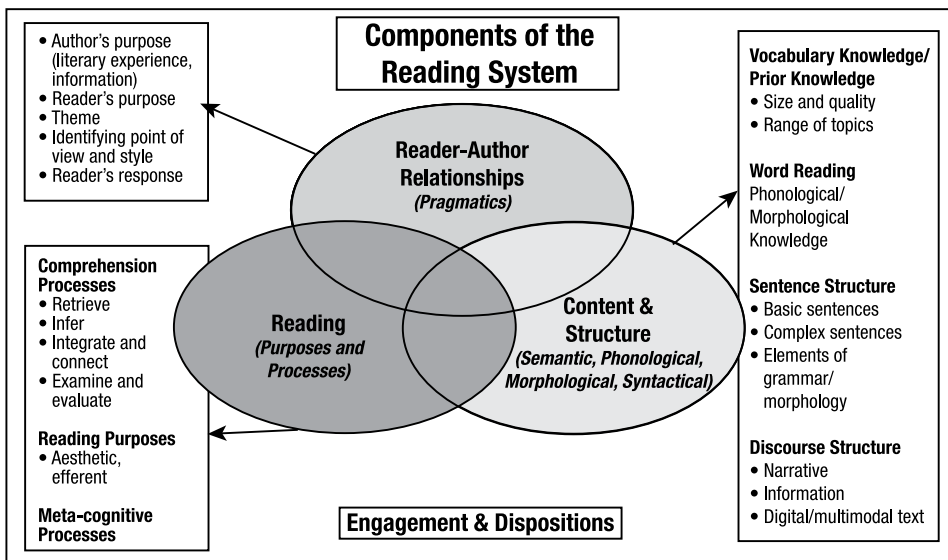 Components of the
Reading System
• Author's purpose
(literary experience,
information)
• Reader's purpose
• Theme
• Identifying point of
view and style
• Reader's response
Reader-Author
Relationships
(Pragmatics)
Reading
(Purposes and
Processes)
Content &
Structure
(Semantic, Phonological,
Morphological, Syntactical)
Comprehension
Processes
• Retrieve
• Infer
• Integrate and
connect
• Examine and
evaluate
Reading Purposes
• Aesthetic,
efferent
Meta-cognitive
Processes
Vocabulary Knowledge/
Prior Knowledge
• Size and quality
• Range of topics
Word Reading
Phonological/
Morphological
Knowledge
Sentence Structure
• Basic sentences
• Complex sentences
• Elements of
grammar/
morphology
Discourse Structure
• Narrative
• Information
• Digital/multimodal text
Engagement & Dispositions